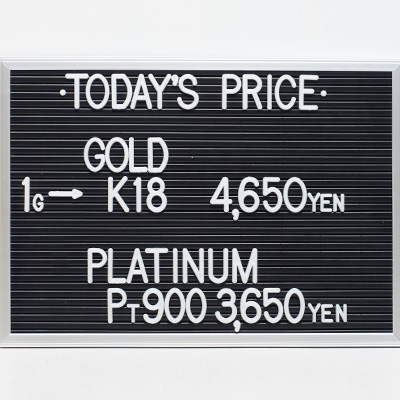 ·TODAY'S PRICE·
GOLD
1G→ K18 4,650YEN
PLATINUM
PT900 3,650YEN